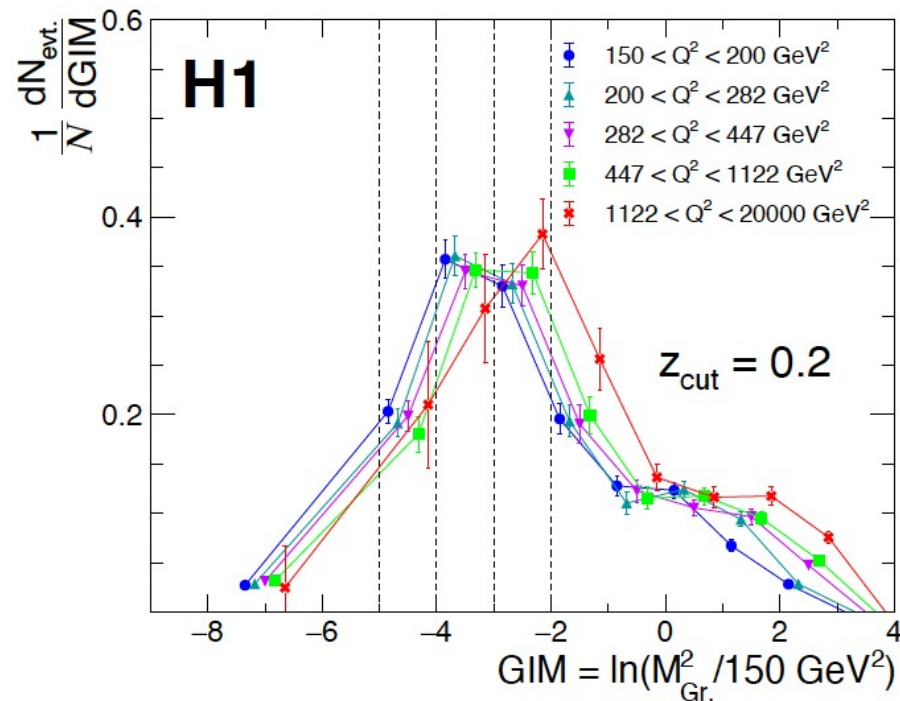 1/N dN_evt./dGIM
0.6
0.4
0.2
H1
150 < Q² < 200 GeV²
200 < Q² < 282 GeV²
282 < Q² < 447 GeV²
447 < Q² < 1122 GeV²
1122 < Q² < 20000 GeV²
z_cut = 0.2
−8 −6 −4 −2 0 2 4
GIM = ln(M²_Gr./150 GeV²)